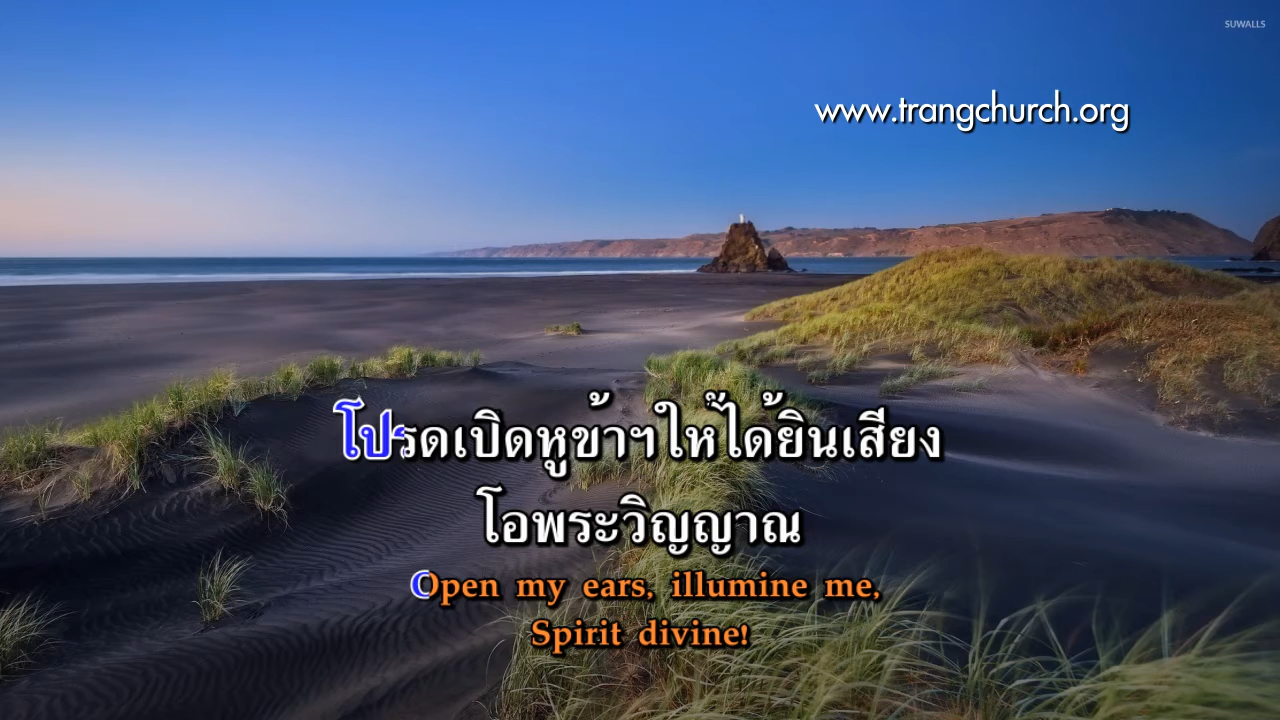 SUWALLS
www.trangchurch.org
โปรดเบิดหูข้าฯให๊ได้ยินเสียง
โอพระวิญญาณ
Open my ears, illumine me,
Spirit divine!